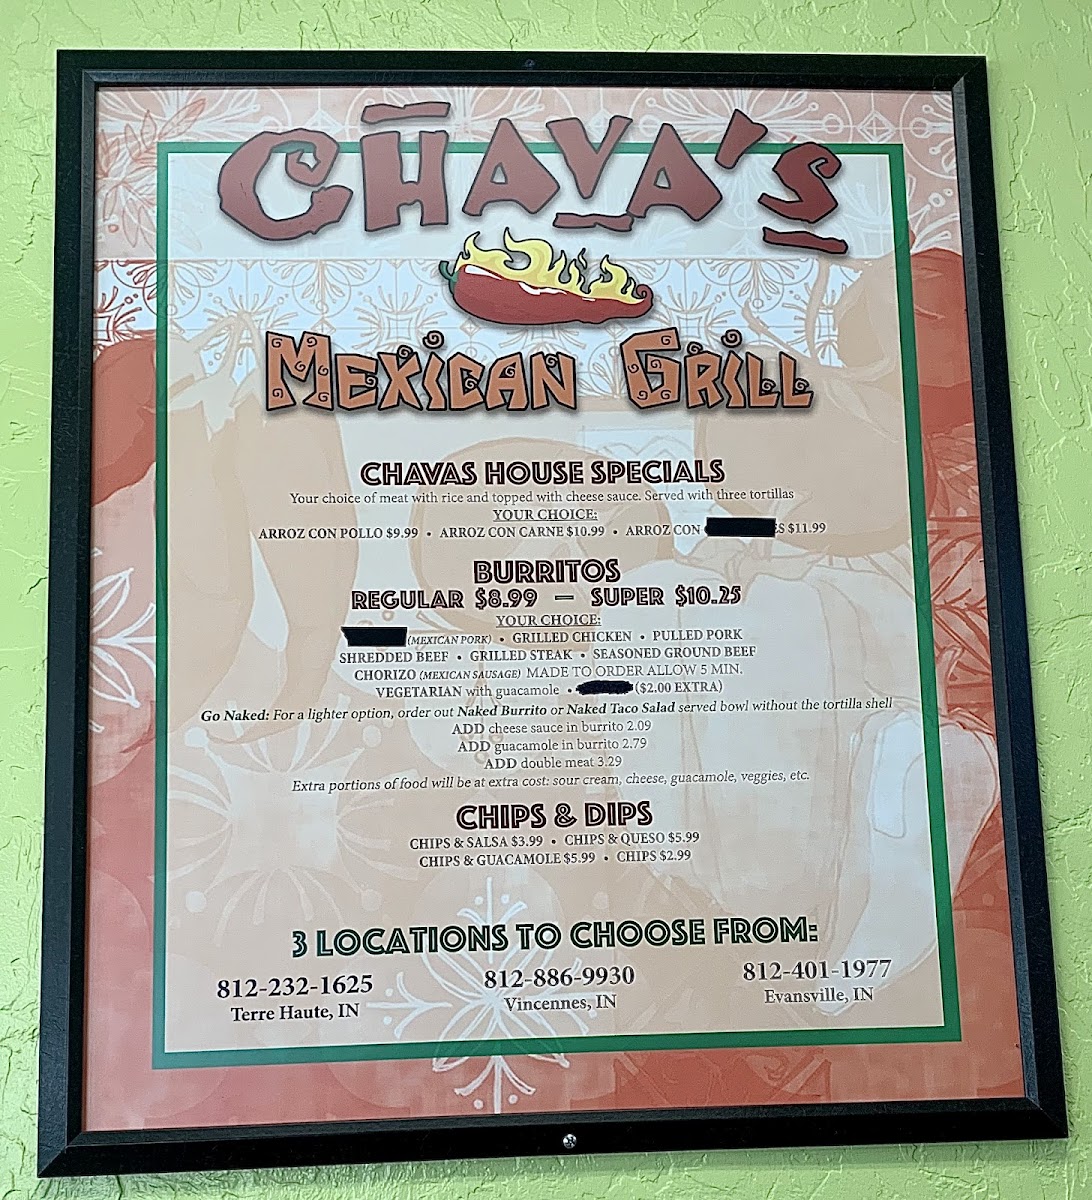 CHAVA'S
MEXICAN GRILL
CHAVAS HOUSE SPECIALS
Your choice of meat with rice and topped with cheese sauce. Served with three tortillas
YOUR CHOICE:
ARROZ CON POLLO $9.99 • ARROZ CON CARNE $10.99 • ARROZ CON S $11.99
BURRITOS
REGULAR $8.99 — SUPER $10.25
YOUR CHOICE:
(MEXICAN PORK) • GRILLED CHICKEN • PULLED PORK
SHREDDED BEEF • GRILLED STEAK • SEASONED GROUND BEEF
CHORIZO (MEXICAN SAUSAGE) MADE TO ORDER ALLOW 5 MIN.
VEGETARIAN with guacamole • ($2.00 EXTRA)
Go Naked: For a lighter option, order out Naked Burrito or Naked Taco Salad served bowl without the tortilla shell
ADD cheese sauce in burrito 2.09
ADD guacamole in burrito 2.79
ADD double meat 3.29
Extra portions of food will be at extra cost: sour cream, cheese, guacamole, veggies, etc.
CHIPS & DIPS
CHIPS & SALSA $3.99 • CHIPS & QUESO $5.99
CHIPS & GUACAMOLE $5.99 • CHIPS $2.99
3 LOCATIONS TO CHOOSE FROM:
812-232-1625 812-886-9930 812-401-1977
Terre Haute, IN Vincennes, IN Evansville, IN